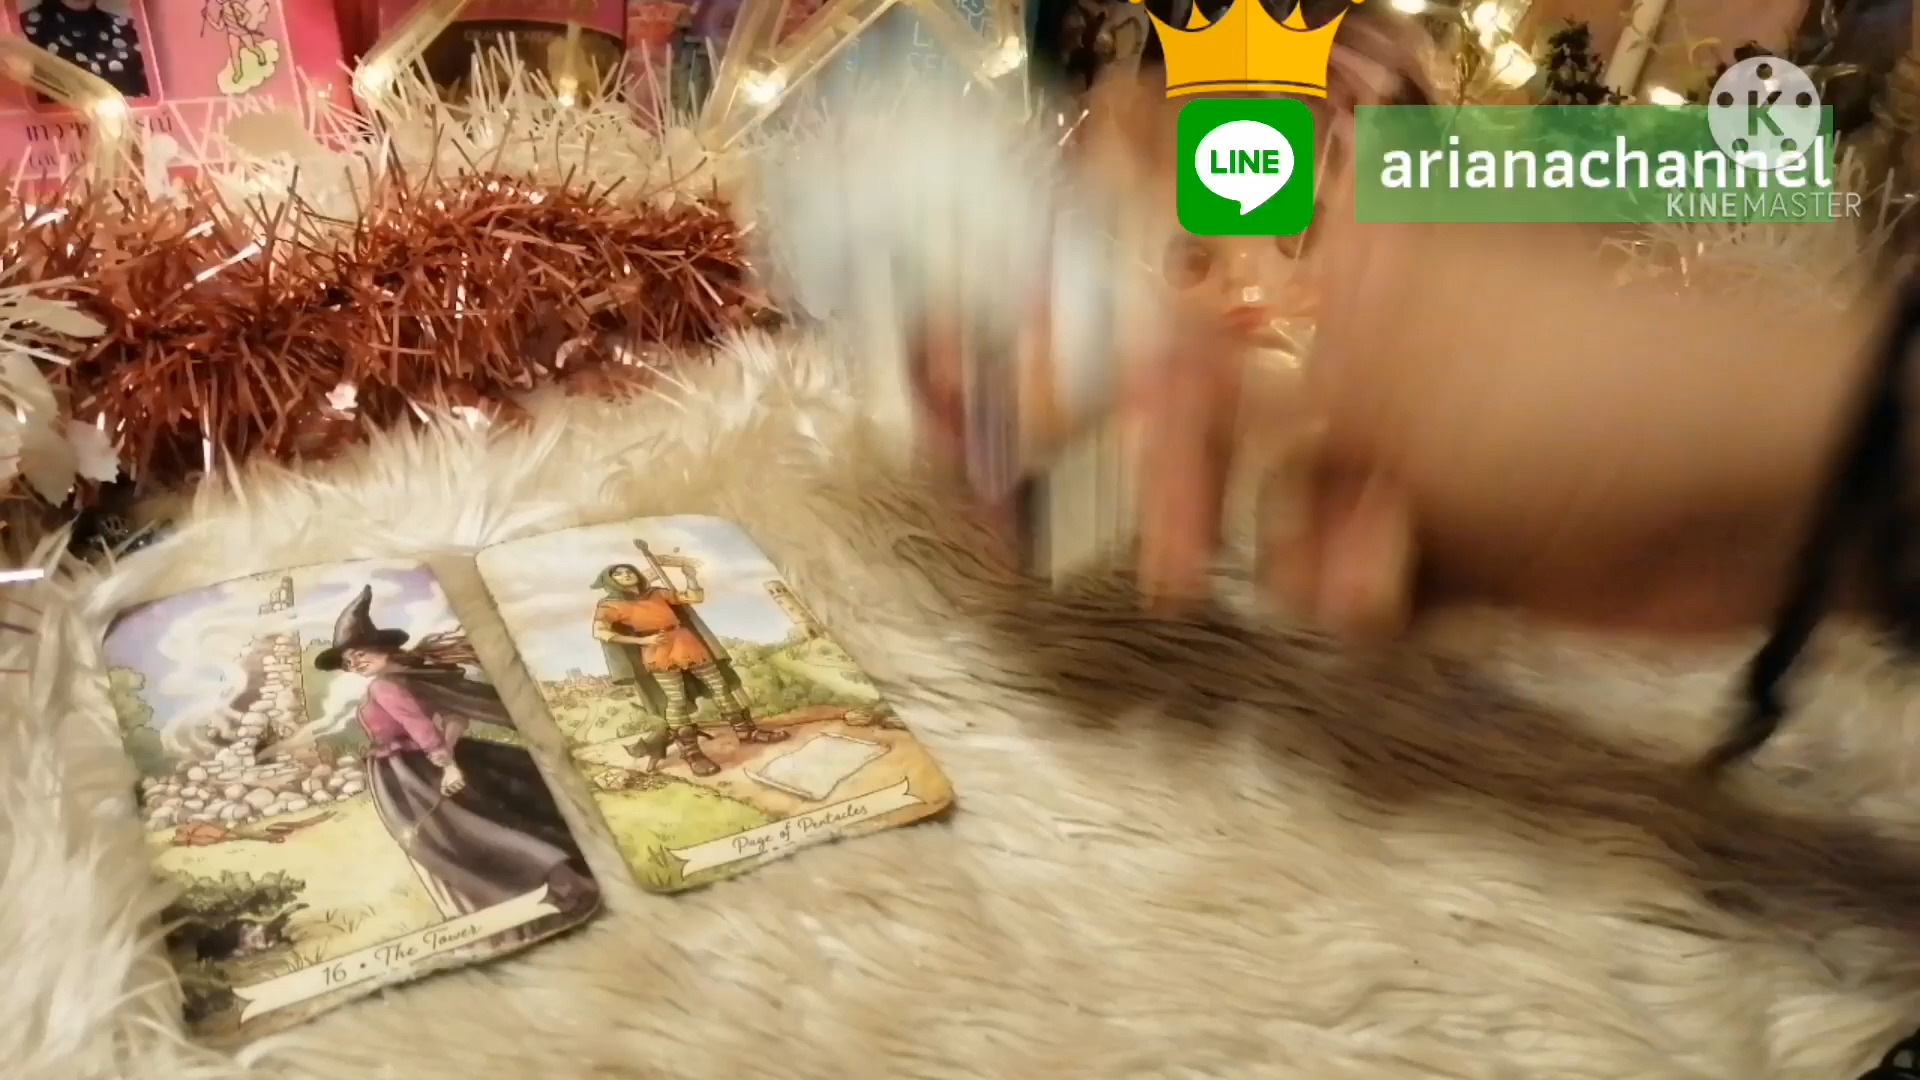 LINE
arianachannel
KINEMASTER
K
16 • The Tower
Page of Pentacles